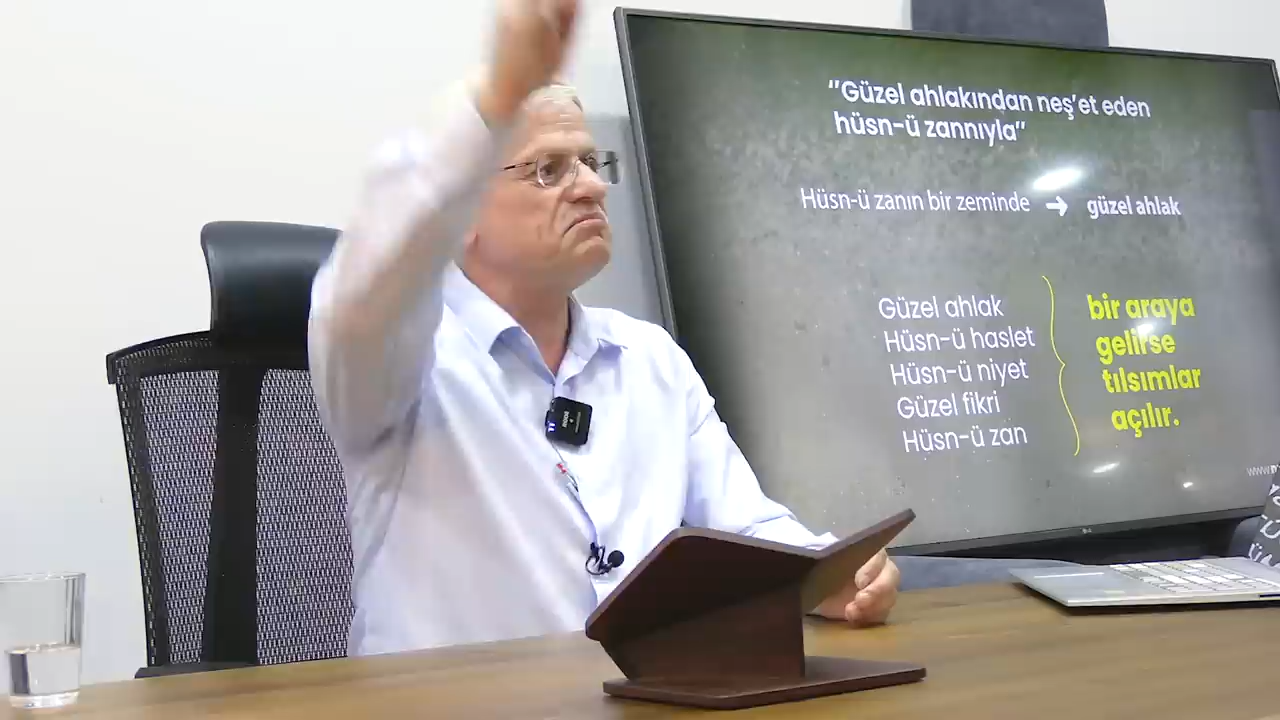 "Güzel ahlakından neş'et eden
hüsn-ü zannıyla"
Hüsn-ü zanın bir zeminde → güzel ahlak
Güzel ahlak
Hüsn-ü haslet
Hüsn-ü niyet
Güzel fikri
Hüsn-ü zan
bir araya
gelirse
tılsımlar
açılır.
www